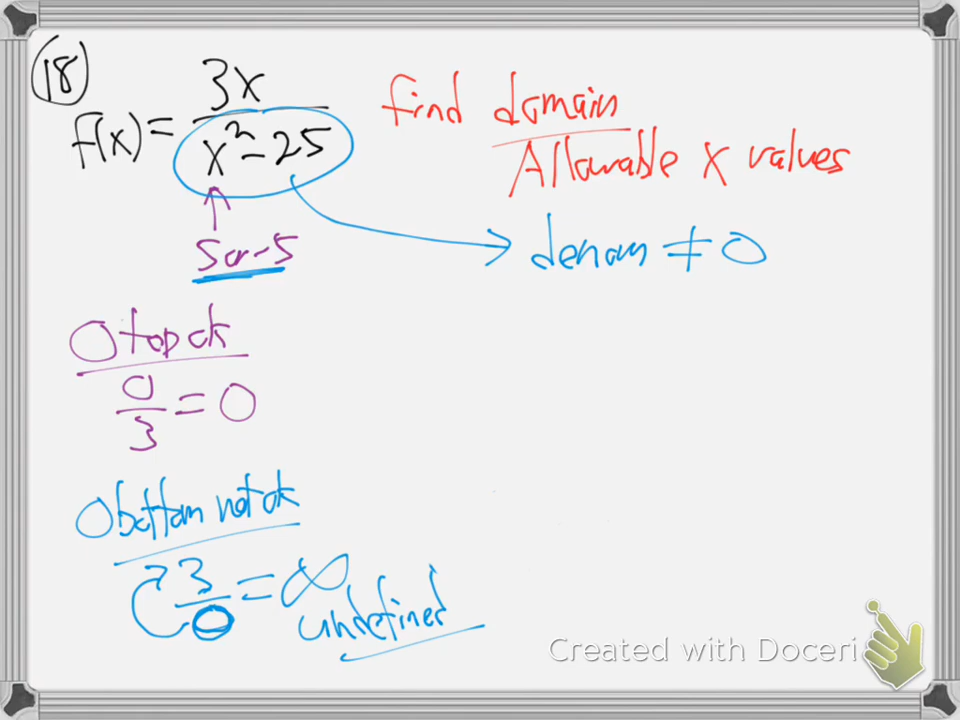 18
f(x) = 3x / x² - 25
find domain
Allowable x values
5 or -5
denom ≠ 0
0 top ok
0/3 = 0
0 bottom not ok
3/0 = ∞
undefined
Created with Doceri